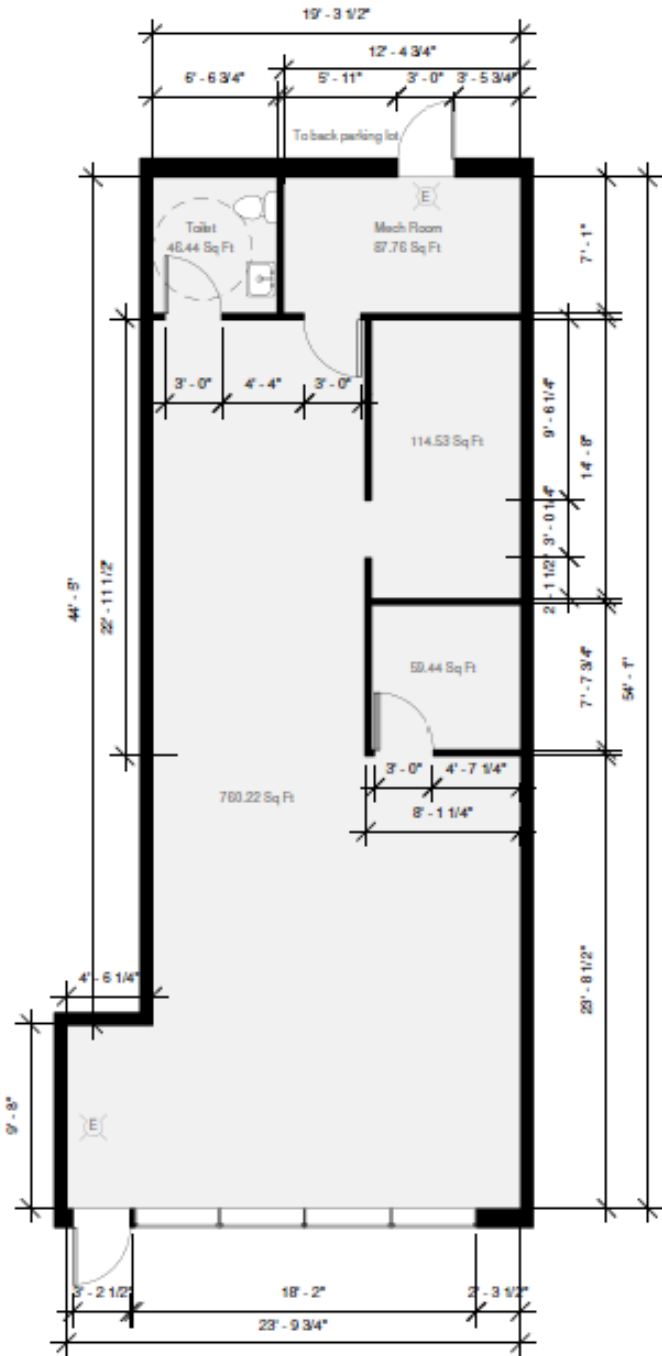 19' - 3 1/2"
12' - 4 3/4"
6' - 6 3/4"
5' - 11"
3' - 0"
3' - 5 3/4"
To back parking lot
E
Toilet
46.44 Sq Ft
Mech Room
87.76 Sq Ft
7' - 1"
3' - 0"
4' - 4"
3' - 0"
9' - 6 1/4"
14' - 8"
114.53 Sq Ft
3' - 0 1/4"
2' - 1 1/2"
22' - 11 1/2"
59.44 Sq Ft
7' - 7 3/4"
54' - 1"
3' - 0"
4' - 7 1/4"
760.22 Sq Ft
8' - 1 1/4"
4' - 6 1/4"
23' - 8 1/2"
9' - 8"
E
3' - 2 1/2"
18' - 2"
2' - 3 1/2"
23' - 9 3/4"